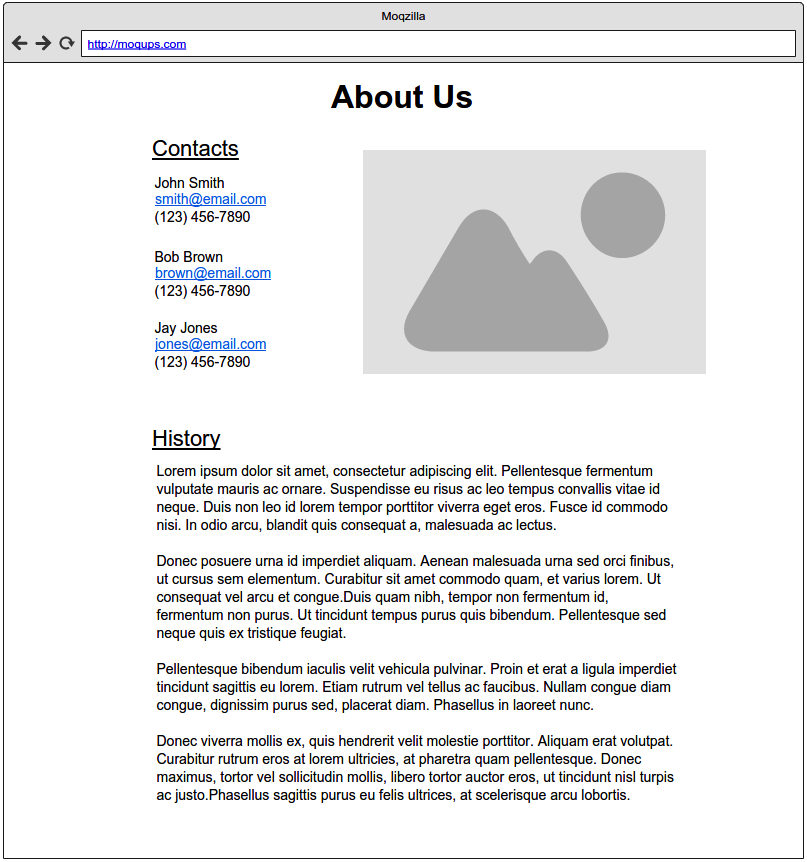 Moqzilla
http://moqups.com
About Us
Contacts
John Smith
smith@email.com
(123) 456-7890
Bob Brown
brown@email.com
(123) 456-7890
Jay Jones
jones@email.com
(123) 456-7890
History
Lorem ipsum dolor sit amet, consectetur adipiscing elit. Pellentesque fermentum
vulputate mauris ac ornare. Suspendisse eu risus ac leo tempus convallis vitae id
neque. Duis non leo id lorem tempor porttitor viverra eget eros. Fusce id commodo
nisi. In odio arcu, blandit quis consequat a, malesuada ac lectus.
Donec posuere urna id imperdiet aliquam. Aenean malesuada urna sed orci finibus,
ut cursus sem elementum. Curabitur sit amet commodo quam, et varius lorem. Ut
consequat vel arcu et congue.Duis quam nibh, tempor non fermentum id,
fermentum non purus. Ut tincidunt tempus purus quis bibendum. Pellentesque sed
neque quis ex tristique feugiat.
Pellentesque bibendum iaculis velit vehicula pulvinar. Proin et erat a ligula imperdiet
tincidunt sagittis eu lorem. Etiam rutrum vel tellus ac faucibus. Nullam congue diam
congue, dignissim purus sed, placerat diam. Phasellus in laoreet nunc.
Donec viverra mollis ex, quis hendrerit velit molestie porttitor. Aliquam erat volutpat.
Curabitur rutrum eros at lorem ultricies, at pharetra quam pellentesque. Donec
maximus, tortor vel sollicitudin mollis, libero tortor auctor eros, ut tincidunt nisl turpis
ac justo.Phasellus sagittis purus eu felis ultrices, at scelerisque arcu lobortis.